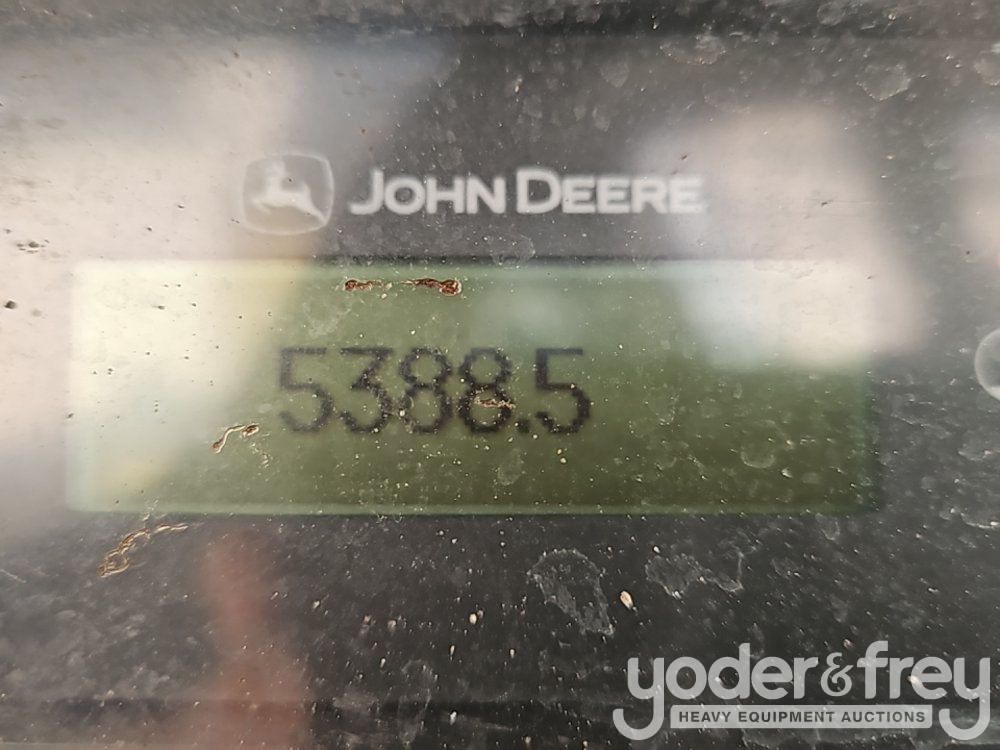 JOHN DEERE
5388.5
yoder&frey
HEAVY EQUIPMENT AUCTIONS